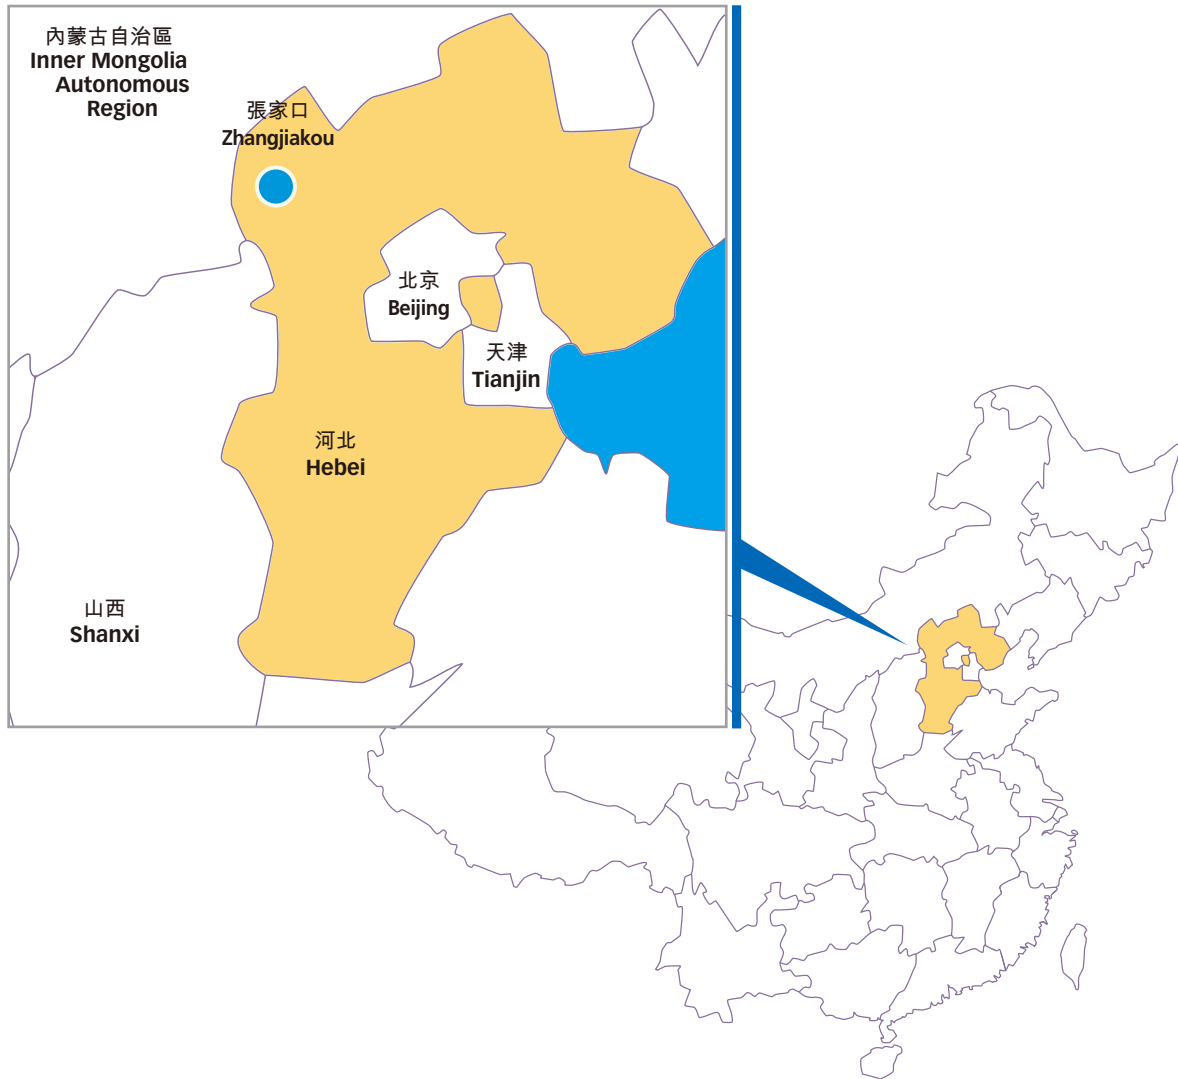 內蒙古自治區
Inner Mongolia
Autonomous
Region
張家口
Zhangjiakou
北京
Beijing
天津
Tianjin
河北
Hebei
山西
Shanxi